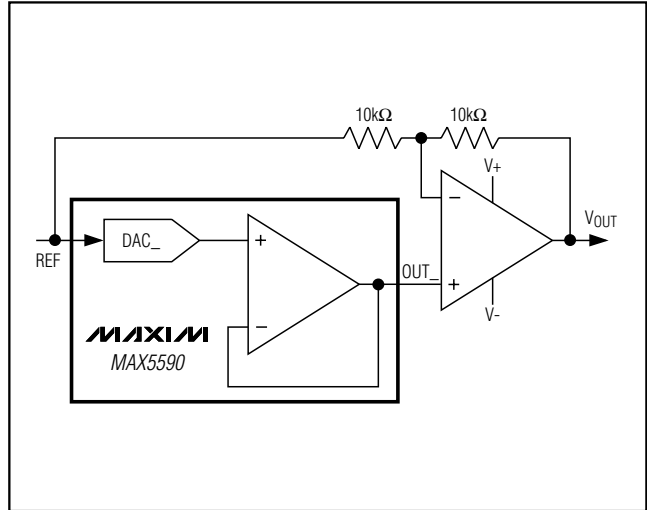 10kΩ 10kΩ
V+
−
VOUT
DAC_
+
REF
OUT_
+
−
V-
MAXIM
MAX5590